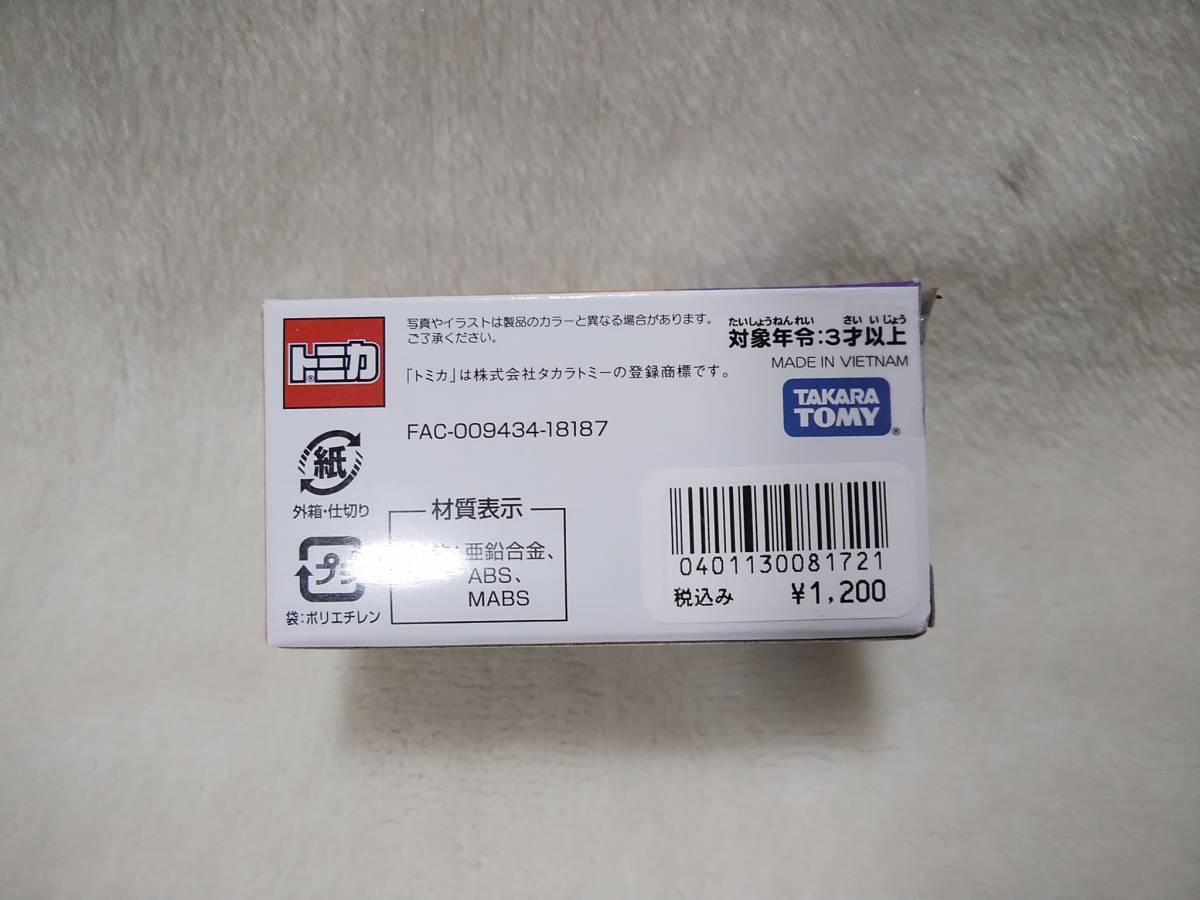 トミカ®
写真やイラストは製品のカラーと異なる場合があります。
ご了承ください。
「トミカ」は株式会社タカラトミーの登録商標です。
FAC-009434-18187
たいしょうねんれい さいいじょう
対象年令:3才以上
MADE IN VIETNAM
TAKARA
TOMY®
紙
外箱・仕切り
プラ
袋:ポリエチレン
材質表示
:亜鉛合金、
ABS、
MABS
0401130081721
税込み ¥1,200